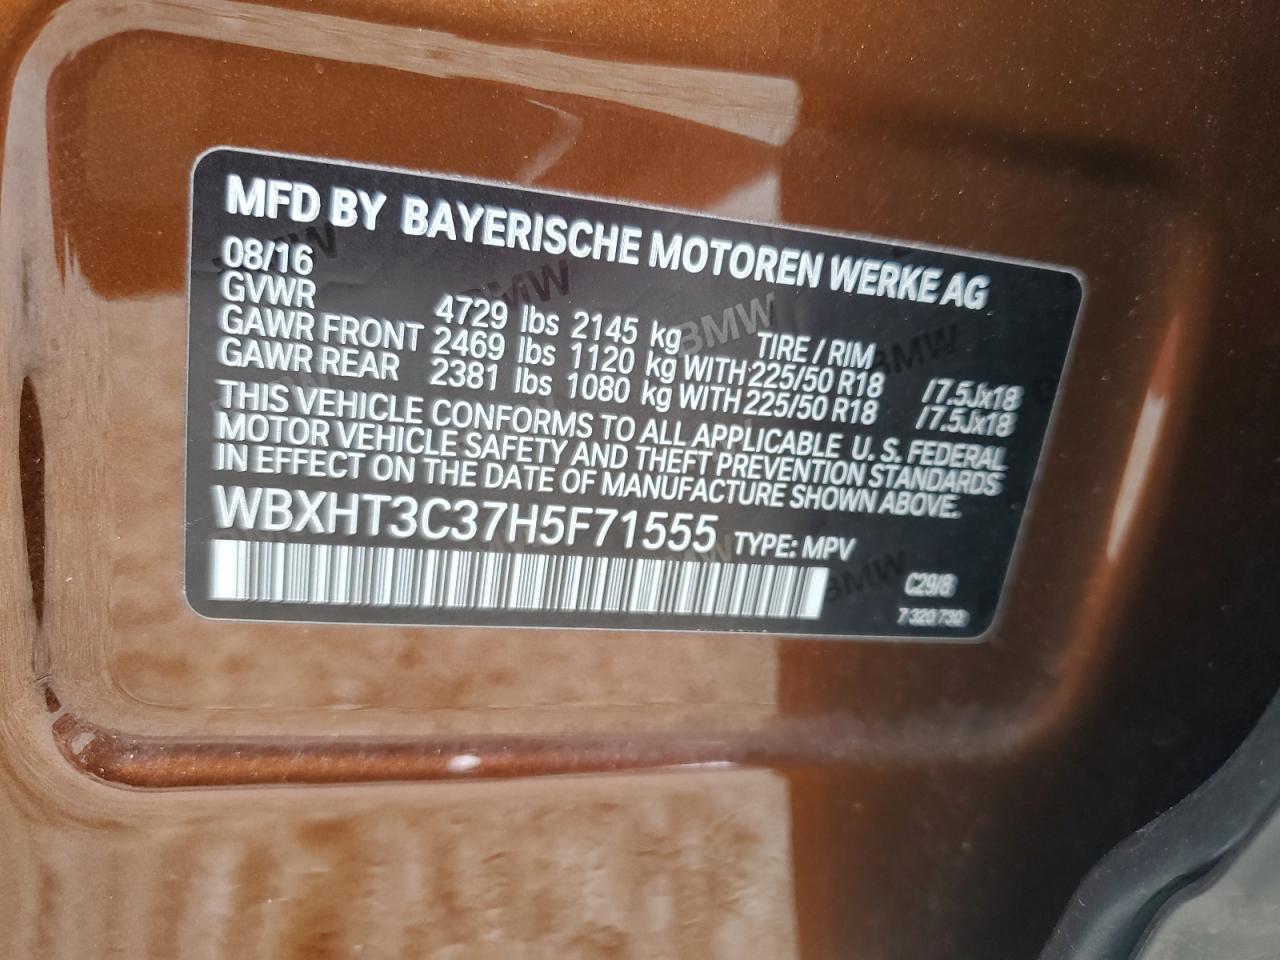 MFD BY BAYERISCHE MOTOREN WERKE AG
08/16
GVWR 4729 lbs 2145 kg TIRE / RIM
GAWR FRONT 2469 lbs 1120 kg WITH 225/50 R18 /7.5Jx18
GAWR REAR 2381 lbs 1080 kg WITH 225/50 R18 /7.5Jx18
THIS VEHICLE CONFORMS TO ALL APPLICABLE U.S. FEDERAL
MOTOR VEHICLE SAFETY AND THEFT PREVENTION STANDARDS
IN EFFECT ON THE DATE OF MANUFACTURE SHOWN ABOVE.
WBXHT3C37H5F71555 TYPE: MPV
C29/8
7 320 730